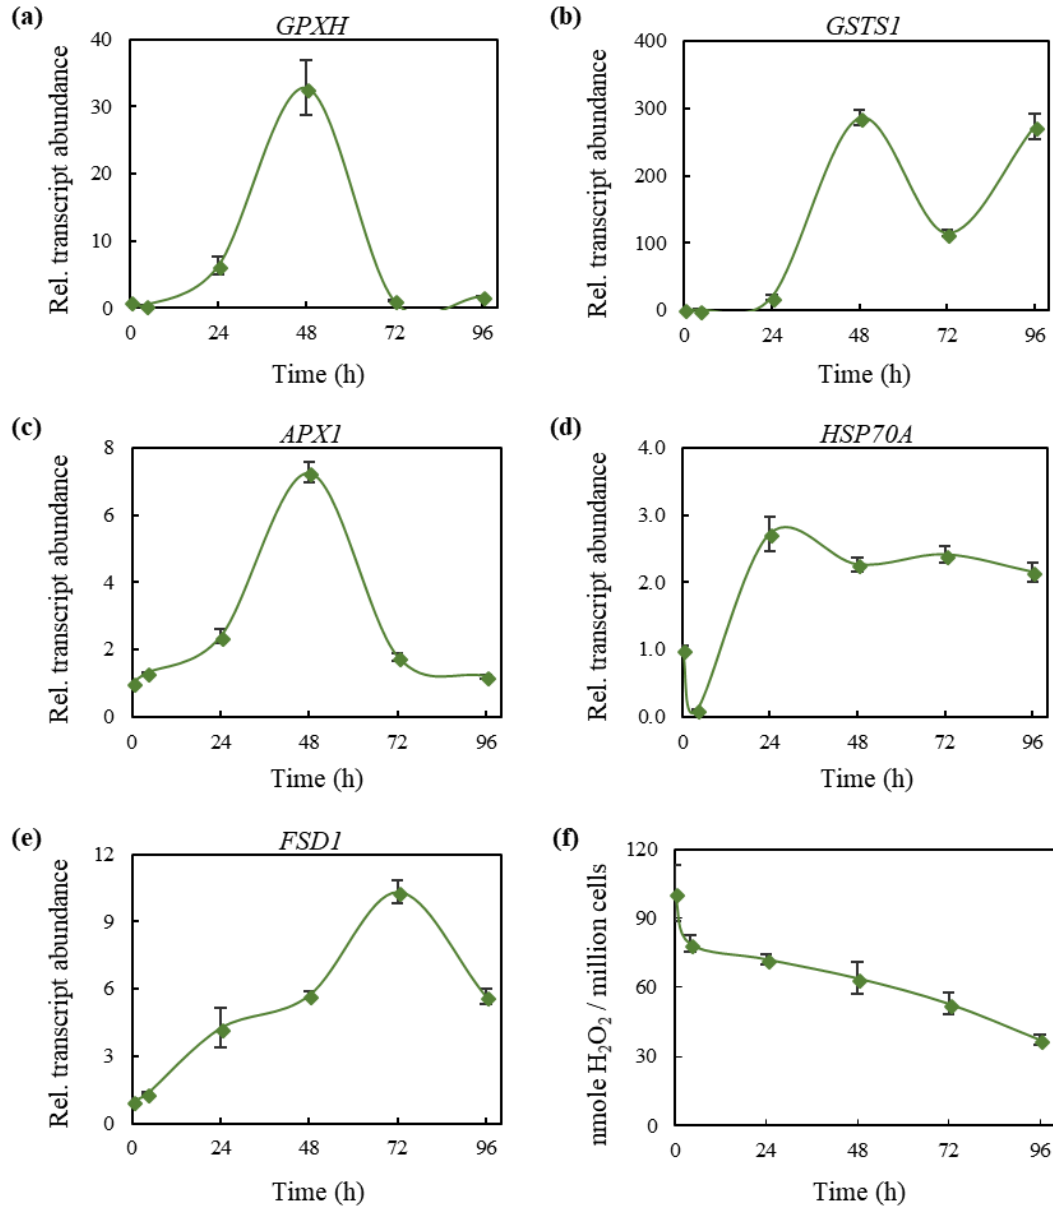 (a)
GPXH
Rel. transcript abundance
40
30
20
10
0
0 24 48 72 96
Time (h)
(b)
GSTS1
Rel. transcript abundance
400
300
200
100
0
0 24 48 72 96
Time (h)
(c)
APX1
Rel. transcript abundance
8
6
4
2
0
0 24 48 72 96
Time (h)
(d)
HSP70A
Rel. transcript abundance
4.0
3.0
2.0
1.0
0.0
0 24 48 72 96
Time (h)
(e)
FSD1
Rel. transcript abundance
12
9
6
3
0
0 24 48 72 96
Time (h)
(f)
nmole H₂O₂ / million cells
120
90
60
30
0
0 24 48 72 96
Time (h)